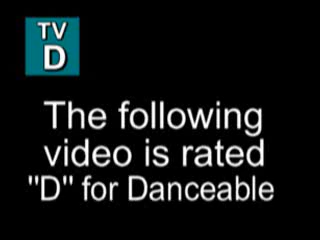 TV
D
The following
video is rated
"D" for Danceable